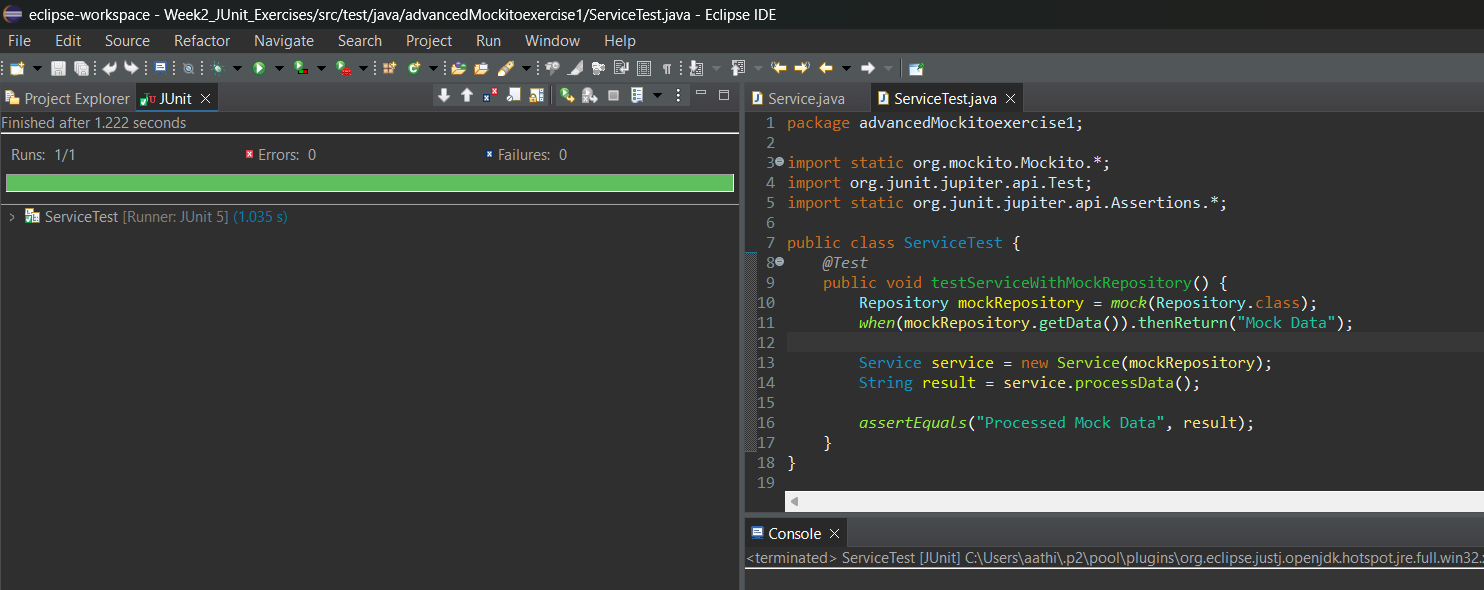 eclipse-workspace - Week2_JUnit_Exercises/src/test/java/advancedMockitoexercise1/ServiceTest.java - Eclipse IDE
File Edit Source Refactor Navigate Search Project Run Window Help
Project Explorer JUnit
Finished after 1.222 seconds
Runs: 1/1 Errors: 0 Failures: 0
ServiceTest [Runner: JUnit 5] (1.035 s)
Service.java ServiceTest.java
1 package advancedMockitoexercise1;
2
3 import static org.mockito.Mockito.*;
4 import org.junit.jupiter.api.Test;
5 import static org.junit.jupiter.api.Assertions.*;
6
7 public class ServiceTest {
8     @Test
9     public void testServiceWithMockRepository() {
10         Repository mockRepository = mock(Repository.class);
11         when(mockRepository.getData()).thenReturn("Mock Data");
12
13         Service service = new Service(mockRepository);
14         String result = service.processData();
15
16         assertEquals("Processed Mock Data", result);
17     }
18 }
19
Console
<terminated> ServiceTest [JUnit] C:\Users\aathi\.p2\pool\plugins\org.eclipse.justj.openjdk.hotspot.jre.full.win32.